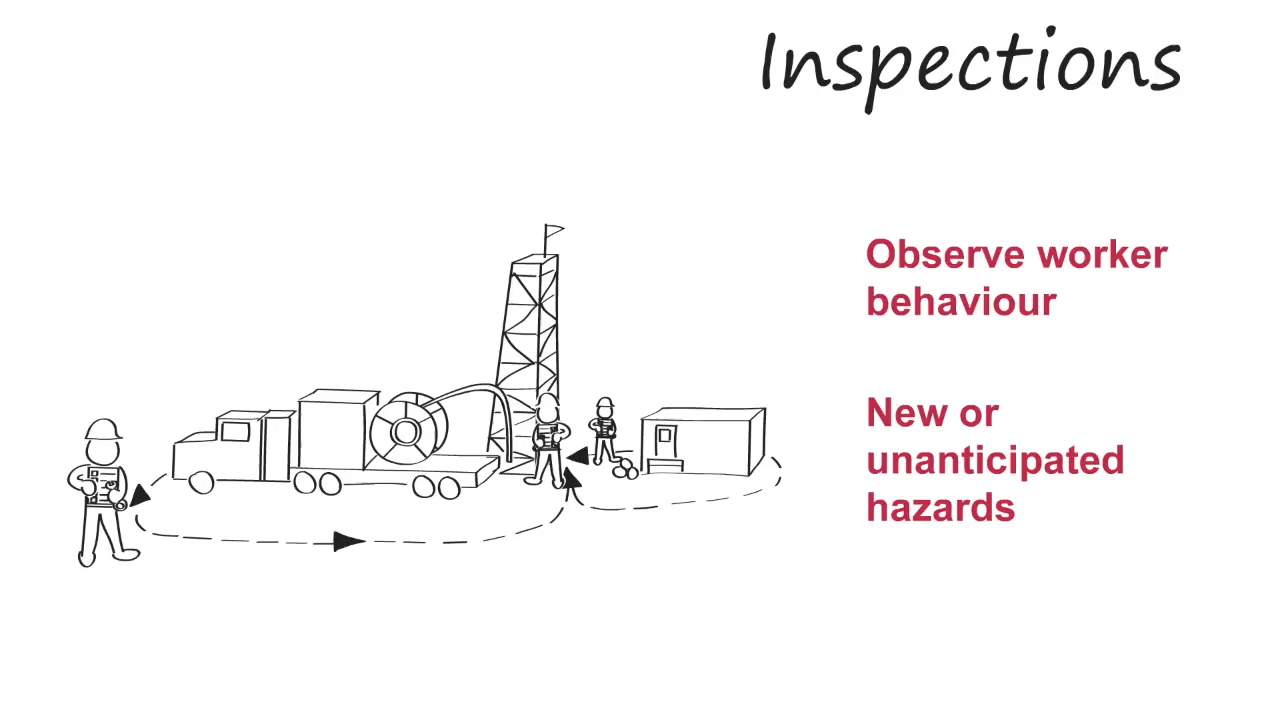 Inspections
Observe worker
behaviour
New or
unanticipated
hazards